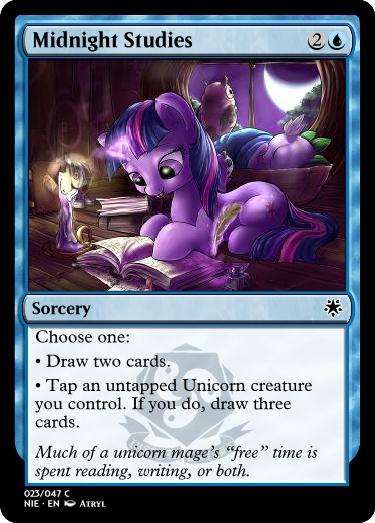 Midnight Studies 2
Sorcery
Choose one:
• Draw two cards.
• Tap an untapped Unicorn creature
you control. If you do, draw three
cards.
Much of a unicorn mage's “free” time is
spent reading, writing, or both.
023/047 C
NIE • EN ATRYL